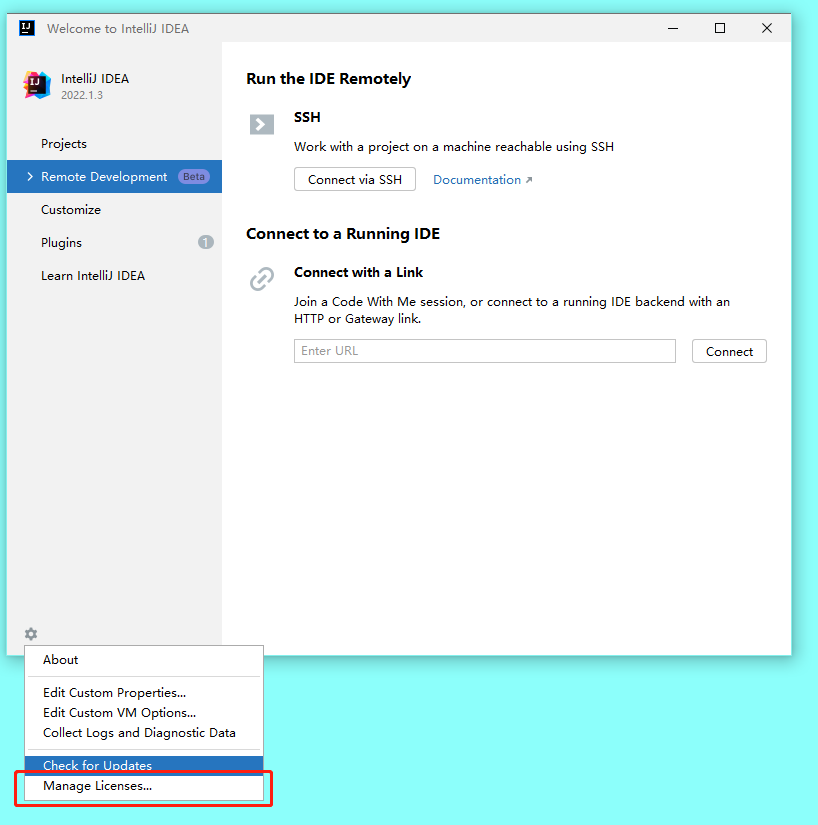 Welcome to IntelliJ IDEA
IntelliJ IDEA
2022.1.3
Projects
Remote Development Beta
Customize
Plugins 1
Learn IntelliJ IDEA
Run the IDE Remotely
SSH
Work with a project on a machine reachable using SSH
Connect via SSH Documentation ↗
Connect to a Running IDE
Connect with a Link
Join a Code With Me session, or connect to a running IDE backend with an
HTTP or Gateway link.
Enter URL Connect
About
Edit Custom Properties...
Edit Custom VM Options...
Collect Logs and Diagnostic Data
Check for Updates
Manage Licenses...